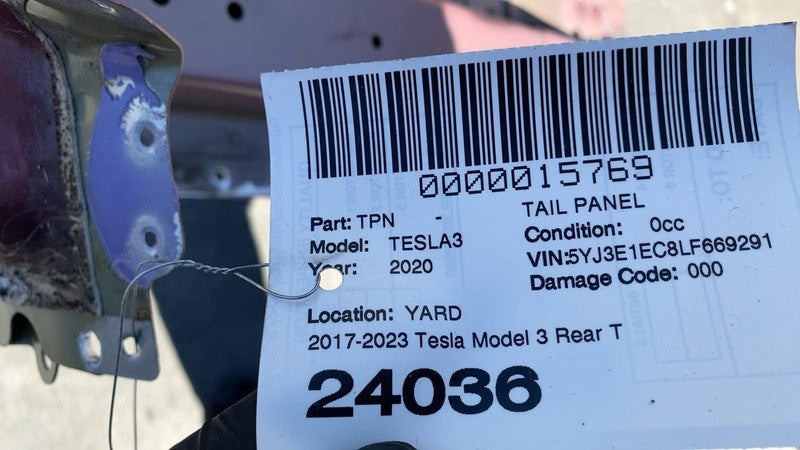 0000015769
Part: TPN - TAIL PANEL
Model: TESLA3 Condition: 0cc
Year: 2020 VIN:5YJ3E1EC8LF669291
Damage Code: 000
Location: YARD
2017-2023 Tesla Model 3 Rear T
24036